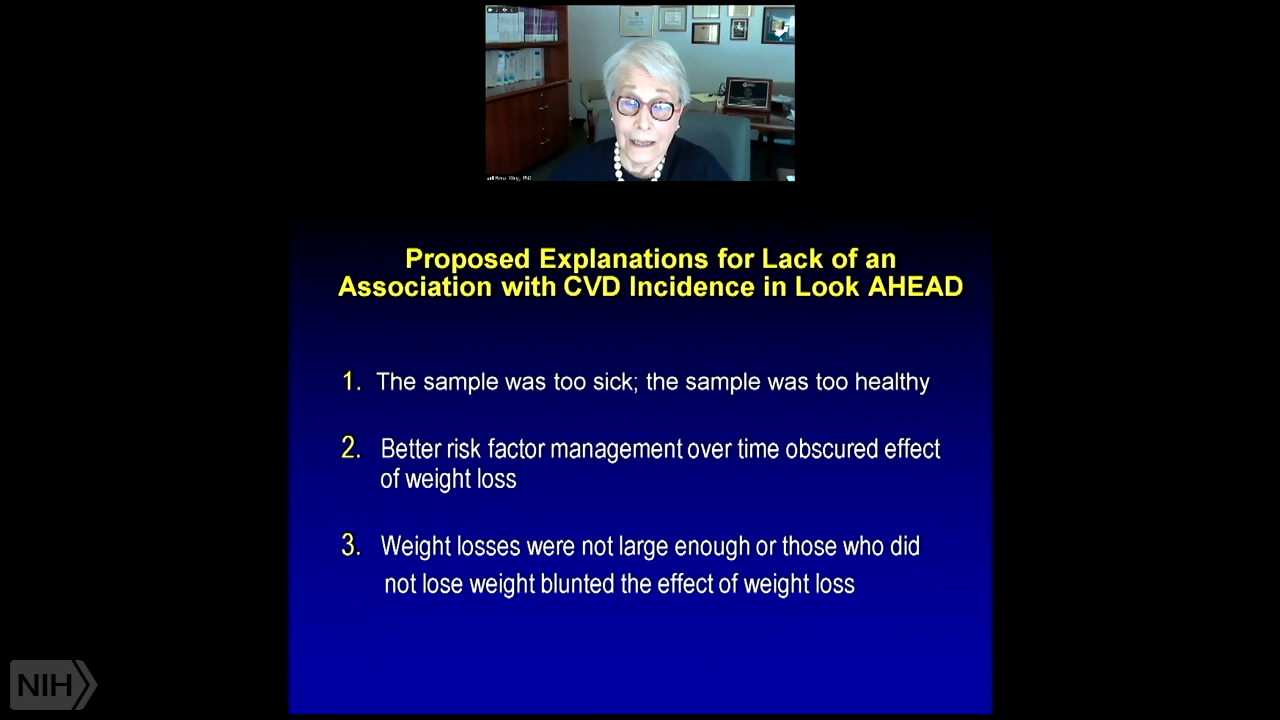 Rena Wing, PhD
Proposed Explanations for Lack of an
Association with CVD Incidence in Look AHEAD
1. The sample was too sick; the sample was too healthy
2. Better risk factor management over time obscured effect
of weight loss
3. Weight losses were not large enough or those who did
not lose weight blunted the effect of weight loss
NIH